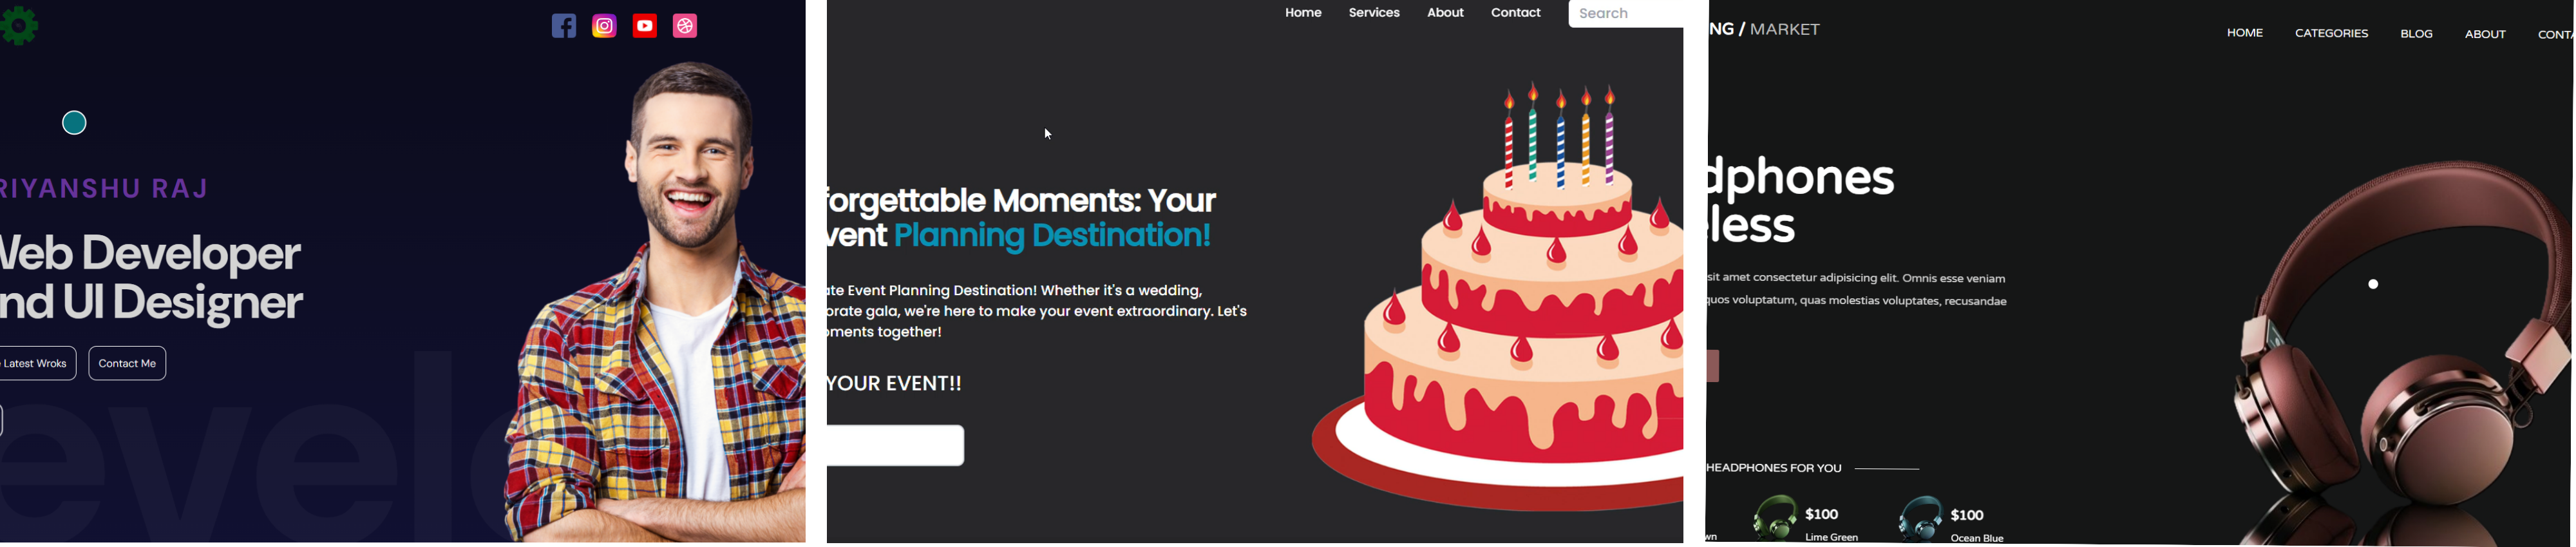 RIYANSHU RAJ
Web Developer
nd UI Designer
Latest Wroks
Contact Me
evel
Home
Services
About
Contact
Search
forgettable Moments: Your
vent Planning Destination!
ate Event Planning Destination! Whether it's a wedding,
orate gala, we're here to make your event extraordinary. Let's
oments together!
YOUR EVENT!!
NG / MARKET
HOME
CATEGORIES
BLOG
ABOUT
CONTA
dphones
eless
sit amet consectetur adipisicing elit. Omnis esse veniam
quos voluptatum, quas molestias voluptates, recusandae
HEADPHONES FOR YOU
wn
$100
Lime Green
$100
Ocean Blue